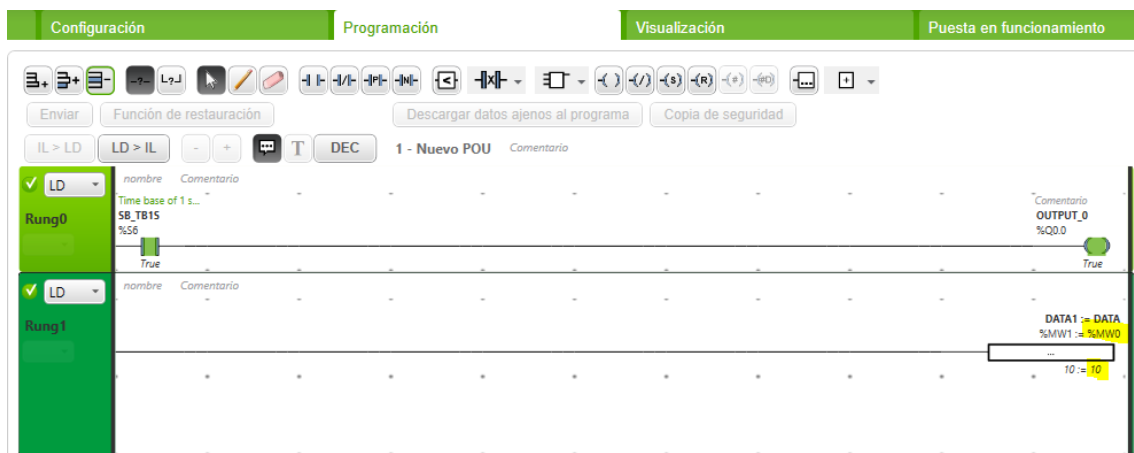 Configuración Programación Visualización Puesta en funcionamiento
Enviar Función de restauración Descargar datos ajenos al programa Copia de seguridad
IL > LD LD > IL - + T DEC 1 - Nuevo POU Comentario
LD nombre Comentario
Time base of 1 s...
Comentario
Rung0 SB_TB1S OUTPUT_0
%S6 %Q0.0
True True
LD nombre Comentario
Rung1 DATA1 := DATA
%MW1 := %MW0
...
10 := 10